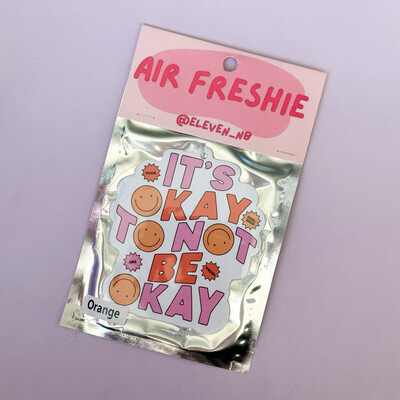 AIR FRESHIE
@ELEVEN_NB
IT'S
OKAY
TO NOT
BE
OKAY
Orange